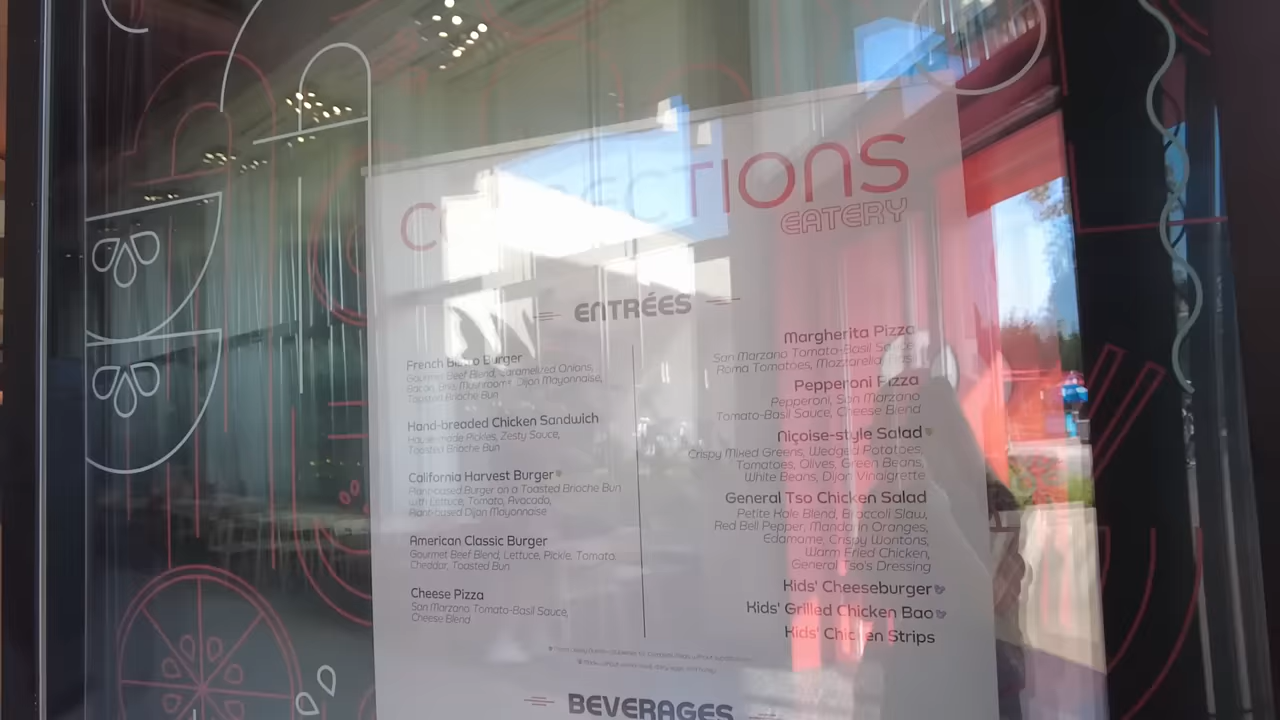 CONNECTIONS
EATERY
ENTRÉES
French Bistro Burger
Gourmet Beef Blend, Caramelized Onions,
Bacon, Brie, Mushrooms, Dijon Mayonnaise,
Toasted Brioche Bun
Hand-breaded Chicken Sandwich
House-made Pickles, Zesty Sauce,
Toasted Brioche Bun
California Harvest Burger
Plant-based Burger on a Toasted Brioche Bun
with Lettuce, Tomato, Avocado,
Plant-based Dijon Mayonnaise
American Classic Burger
Gourmet Beef Blend, Lettuce, Pickle, Tomato,
Cheddar, Toasted Bun
Cheese Pizza
San Marzano Tomato-Basil Sauce,
Cheese Blend
Margherita Pizza
San Marzano Tomato-Basil Sauce
Roma Tomatoes, Mozzarella,
Pepperoni Pizza
Pepperoni, San Marzano
Tomato-Basil Sauce, Cheese Blend
Niçoise-style Salad
Crispy Mixed Greens, Wedged Potatoes,
Tomatoes, Olives, Green Beans,
White Beans, Dijon Vinaigrette
General Tso Chicken Salad
Petite Kale Blend, Broccoli Slaw,
Red Bell Pepper, Mandarin Oranges,
Edamame, Crispy Wontons,
Warm Fried Chicken,
General Tso's Dressing
Kids' Cheeseburger
Kids' Grilled Chicken Bao
Kids' Chicken Strips
BEVERAGES